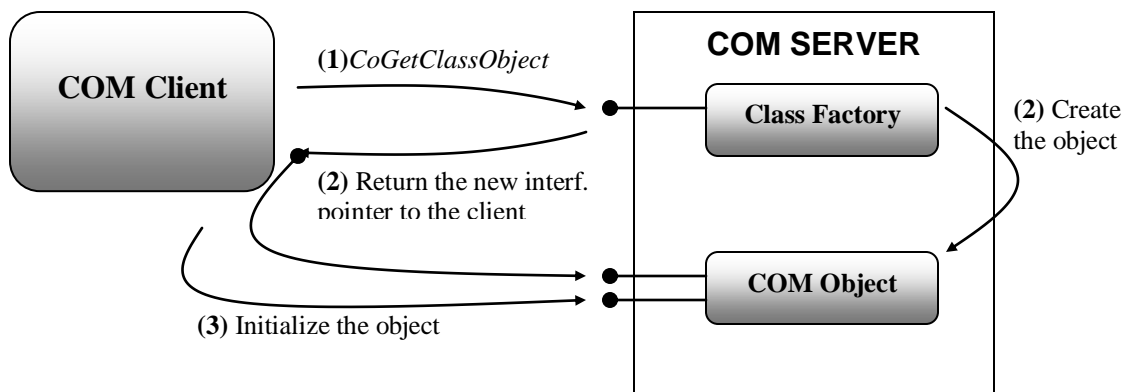 COM SERVER
(1)CoGetClassObject
COM Client
Class Factory
(2) Create
the object
(2) Return the new interf.
pointer to the client
COM Object
(3) Initialize the object